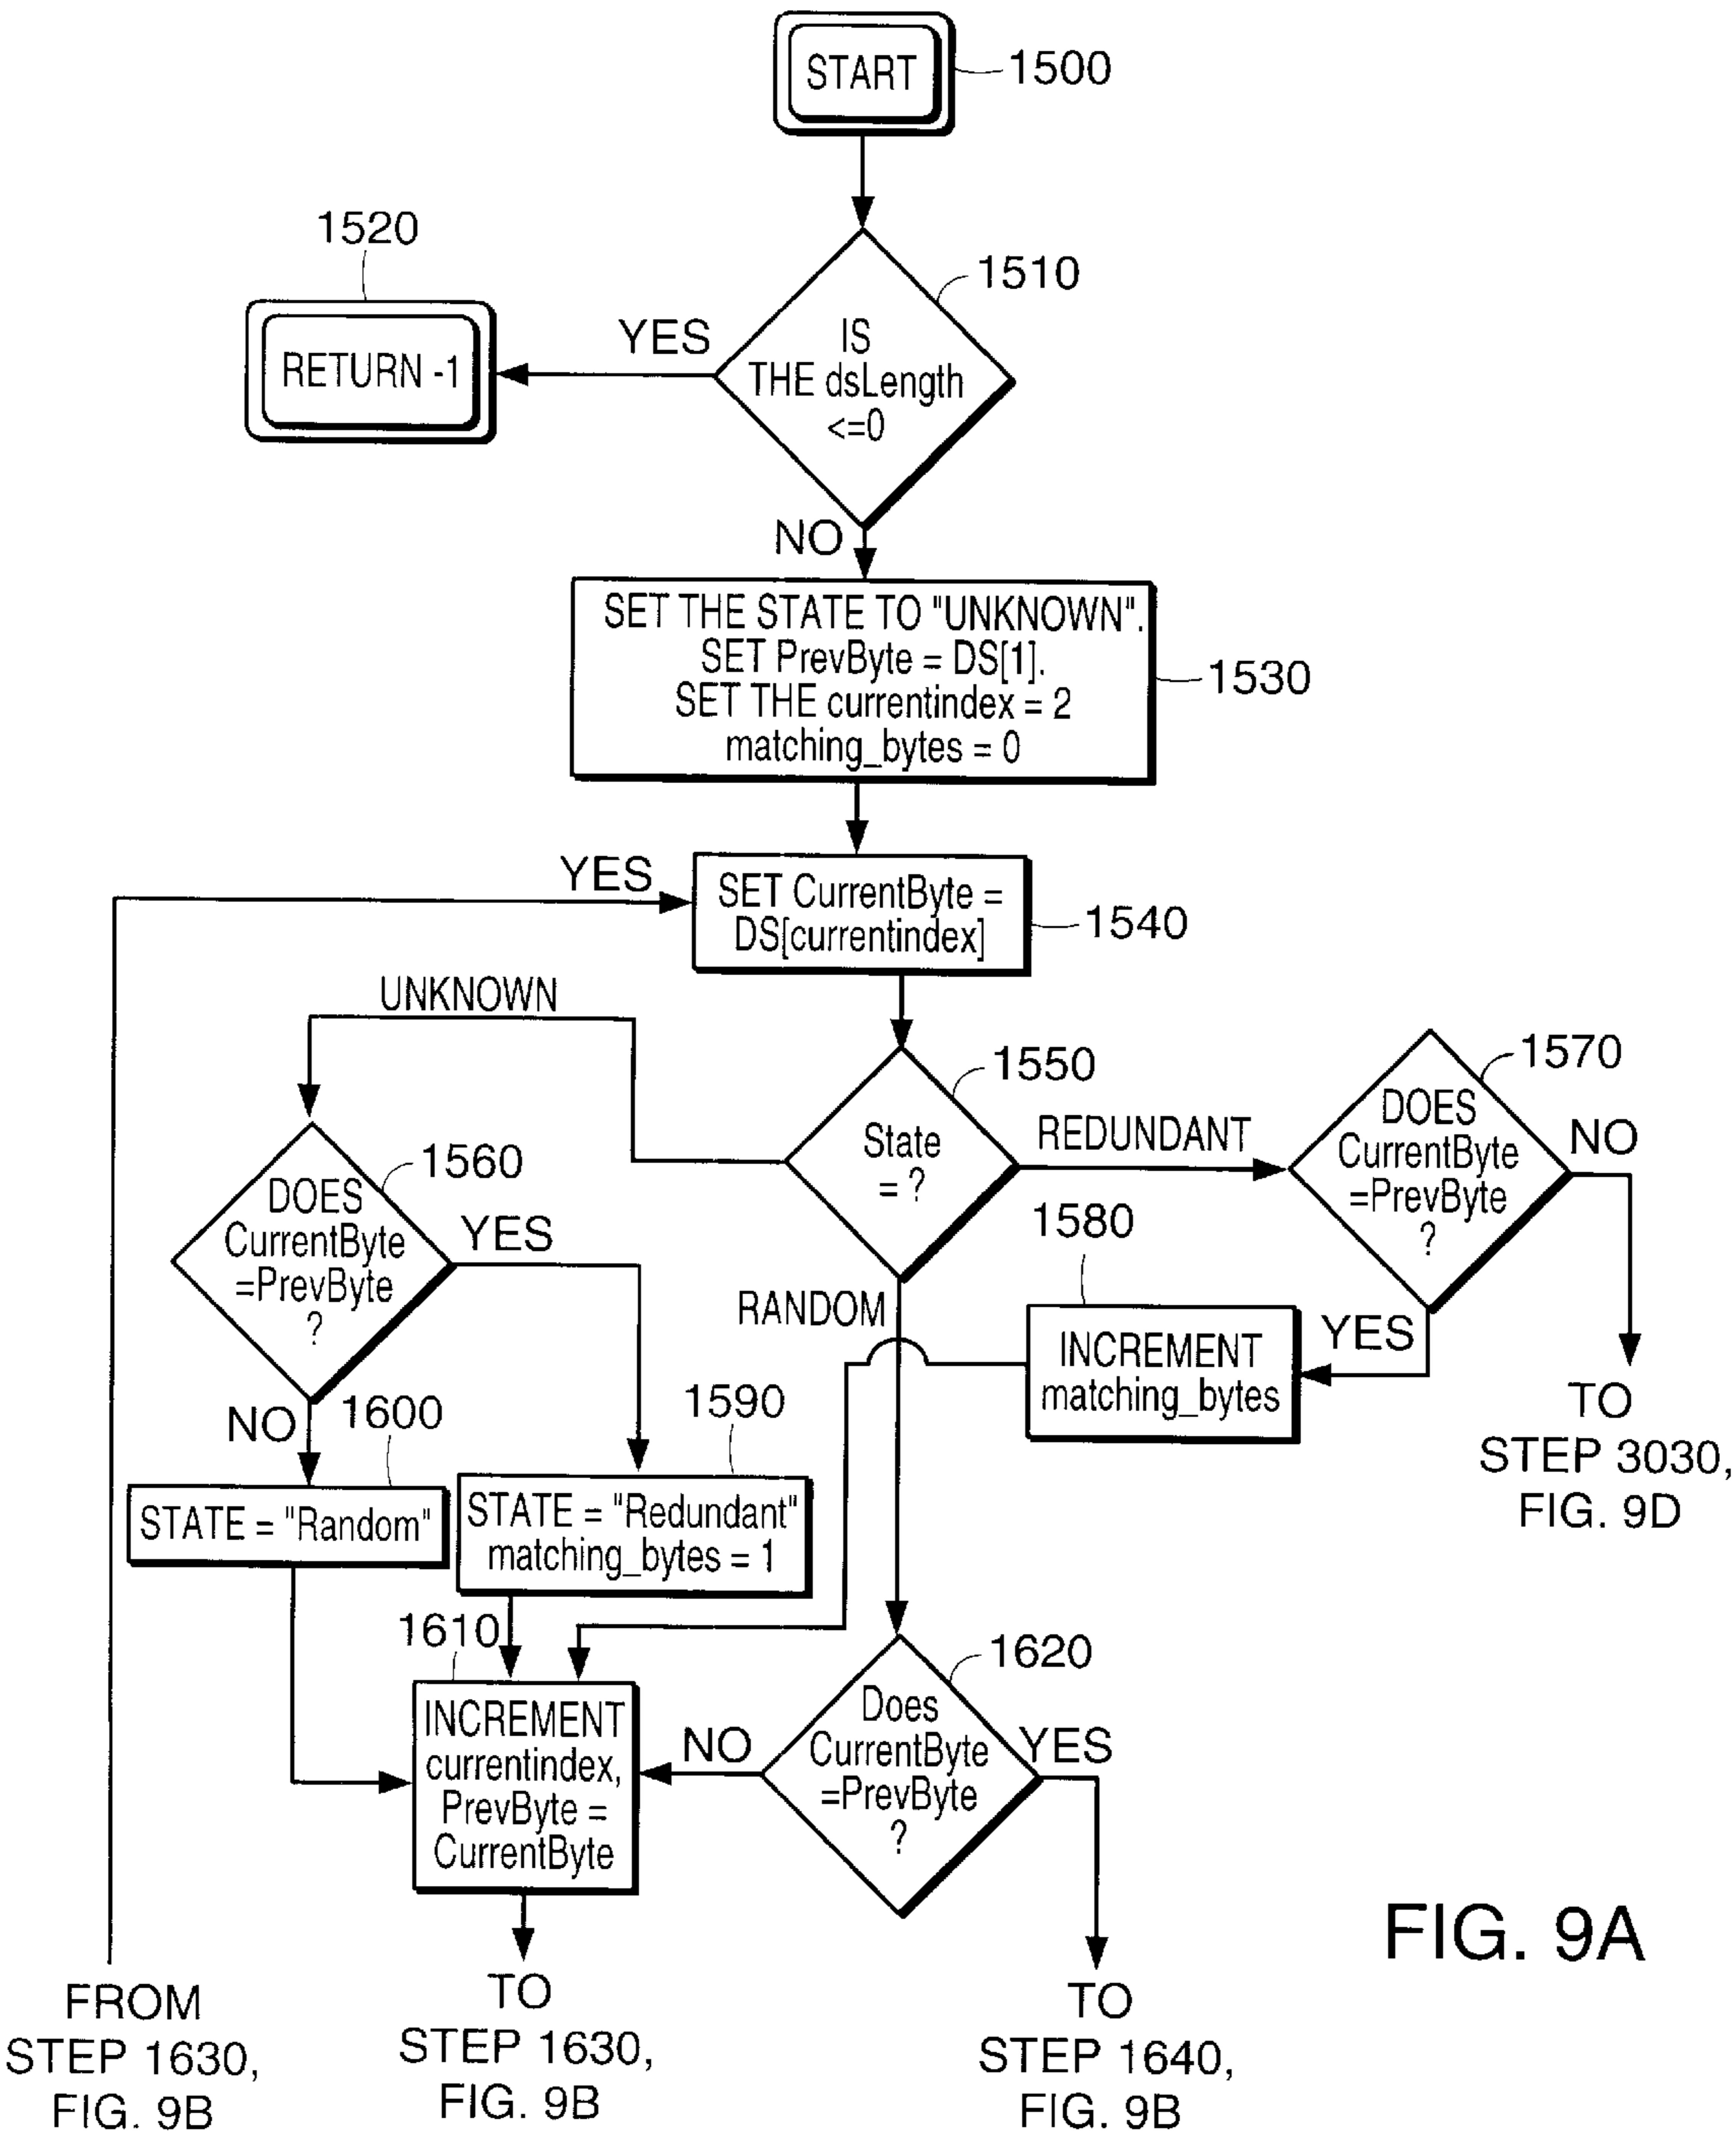 START
1500
1520
1510
RETURN -1
YES
IS
THE dsLength
<=0
NO
SET THE STATE TO "UNKNOWN".
SET PrevByte = DS[1].
SET THE currentindex = 2
matching_bytes = 0
1530
YES
SET CurrentByte =
DS[currentindex]
1540
UNKNOWN
1550
State
= ?
REDUNDANT
1570
DOES
CurrentByte
=PrevByte
?
NO
1560
DOES
CurrentByte
=PrevByte
?
YES
1580
INCREMENT
matching_bytes
YES
RANDOM
TO
STEP 3030,
FIG. 9D
NO
1600
STATE = "Random"
1590
STATE = "Redundant"
matching_bytes = 1
1610
INCREMENT
currentindex,
PrevByte =
CurrentByte
NO
1620
Does
CurrentByte
=PrevByte
?
YES
FROM
STEP 1630,
FIG. 9B
TO
STEP 1630,
FIG. 9B
TO
STEP 1640,
FIG. 9B
FIG. 9A